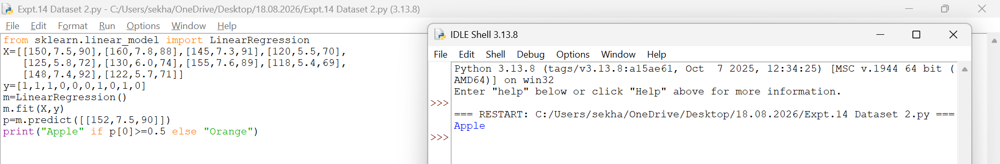 Expt.14 Dataset 2.py - C:/Users/sekha/OneDrive/Desktop/18.08.2026/Expt.14 Dataset 2.py (3.13.8)
File Edit Format Run Options Window Help
from sklearn.linear_model import LinearRegression
X=[[150,7.5,90],[160,7.8,88],[145,7.3,91],[120,5.5,70],
[125,5.8,72],[130,6.0,74],[155,7.6,89],[118,5.4,69],
[148,7.4,92],[122,5.7,71]]
y=[1,1,1,0,0,0,1,0,1,0]
m=LinearRegression()
m.fit(X,y)
p=m.predict([[152,7.5,90]])
print("Apple" if p[0]>=0.5 else "Orange")
IDLE Shell 3.13.8
File Edit Shell Debug Options Window Help
Python 3.13.8 (tags/v3.13.8:a15ae61, Oct  7 2025, 12:34:25) [MSC v.1944 64 bit (
AMD64)] on win32
Enter "help" below or click "Help" above for more information.
>>>
=== RESTART: C:/Users/sekha/OneDrive/Desktop/18.08.2026/Expt.14 Dataset 2.py ===
Apple
>>>